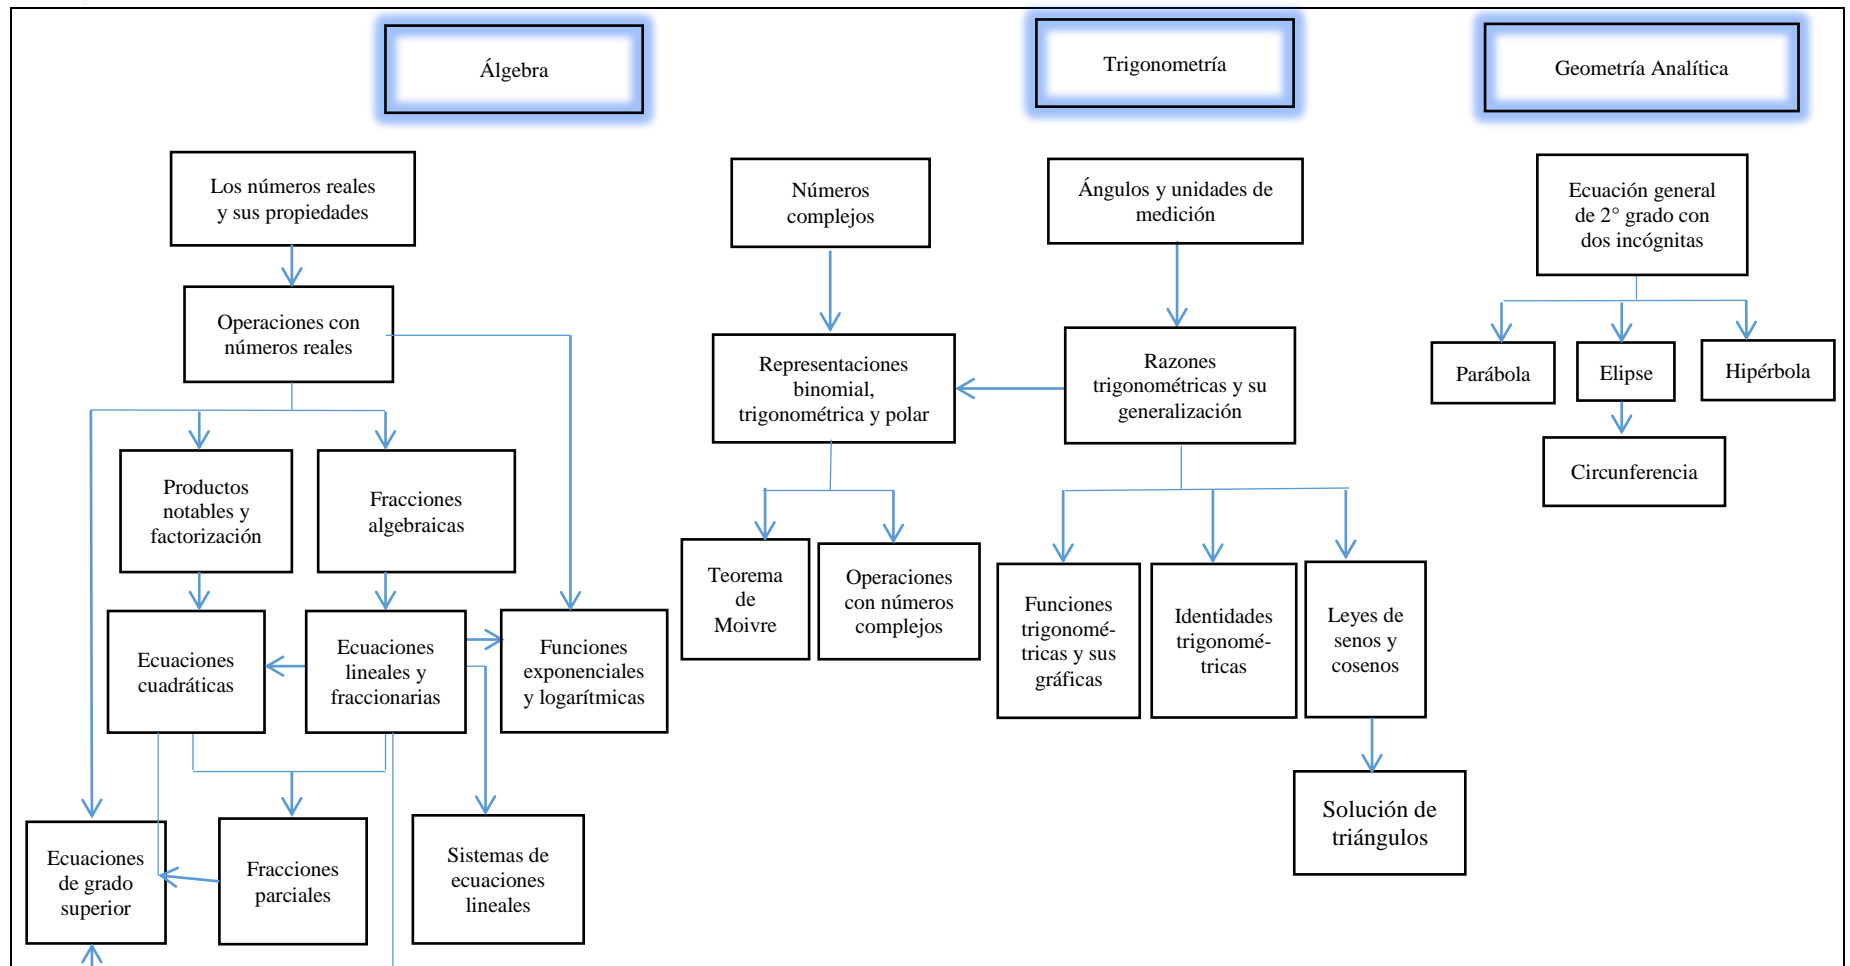 Álgebra
Trigonometría
Geometría Analítica
Los números reales
y sus propiedades
Números
complejos
Ángulos y unidades de
medición
Ecuación general
de 2° grado con
dos incógnitas
Operaciones con
números reales
Representaciones
binomial,
trigonométrica y polar
Razones
trigonométricas y su
generalización
Parábola
Elipse
Hipérbola
Circunferencia
Productos
notables y
factorización
Fracciones
algebraicas
Teorema
de
Moivre
Operaciones
con números
complejos
Funciones
trigonomé-
tricas y sus
gráficas
Identidades
trigonomé-
tricas
Leyes de
senos y
cosenos
Ecuaciones
cuadráticas
Ecuaciones
lineales y
fraccionarias
Funciones
exponenciales
y logarítmicas
Solución de
triángulos
Ecuaciones
de grado
superior
Fracciones
parciales
Sistemas de
ecuaciones
lineales